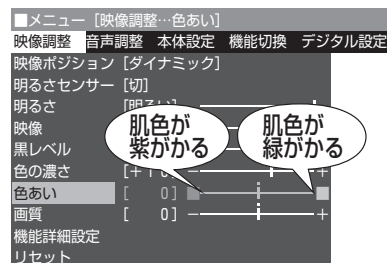 ■メニュー [映像調整…色あい]
映像調整 音声調整 本体設定 機能切換 デジタル設定
映像ポジション [ダイナミック]
明るさセンサー [切]
明るさ
映像
黒レベル
色の濃さ
色あい [ 0]
画質 [ 0] − +
機能詳細設定
リセット
肌色が
紫がかる
肌色が
緑がかる